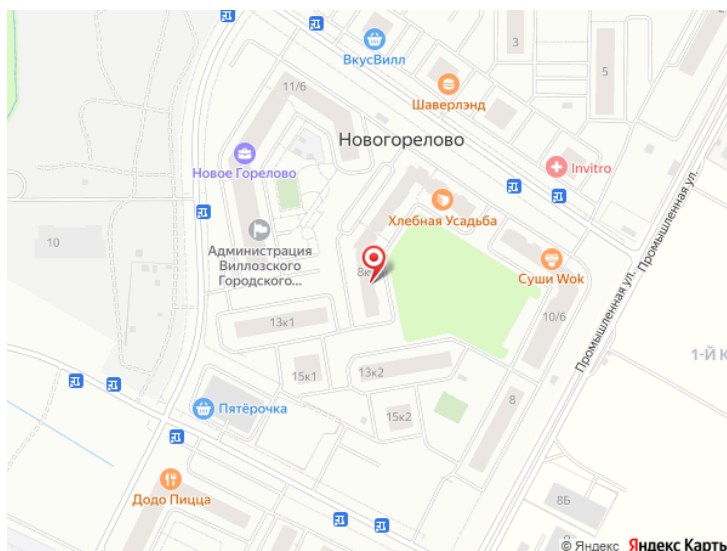 3
ВкусВилл
5
11/6
Шаверлэнд
Новогорелово
Новое Горелово
Invitro
Хлебная Усадьба
Промышленная ул.
10
Администрация
Виллозского
Городского...
Суши Wok
13к1
10/6
Промышленная ул.
15к1
13к2
1-й К
Пятёрочка
15к2
8
Додо Пицца
8Б
© Яндекс Яндекс Карты